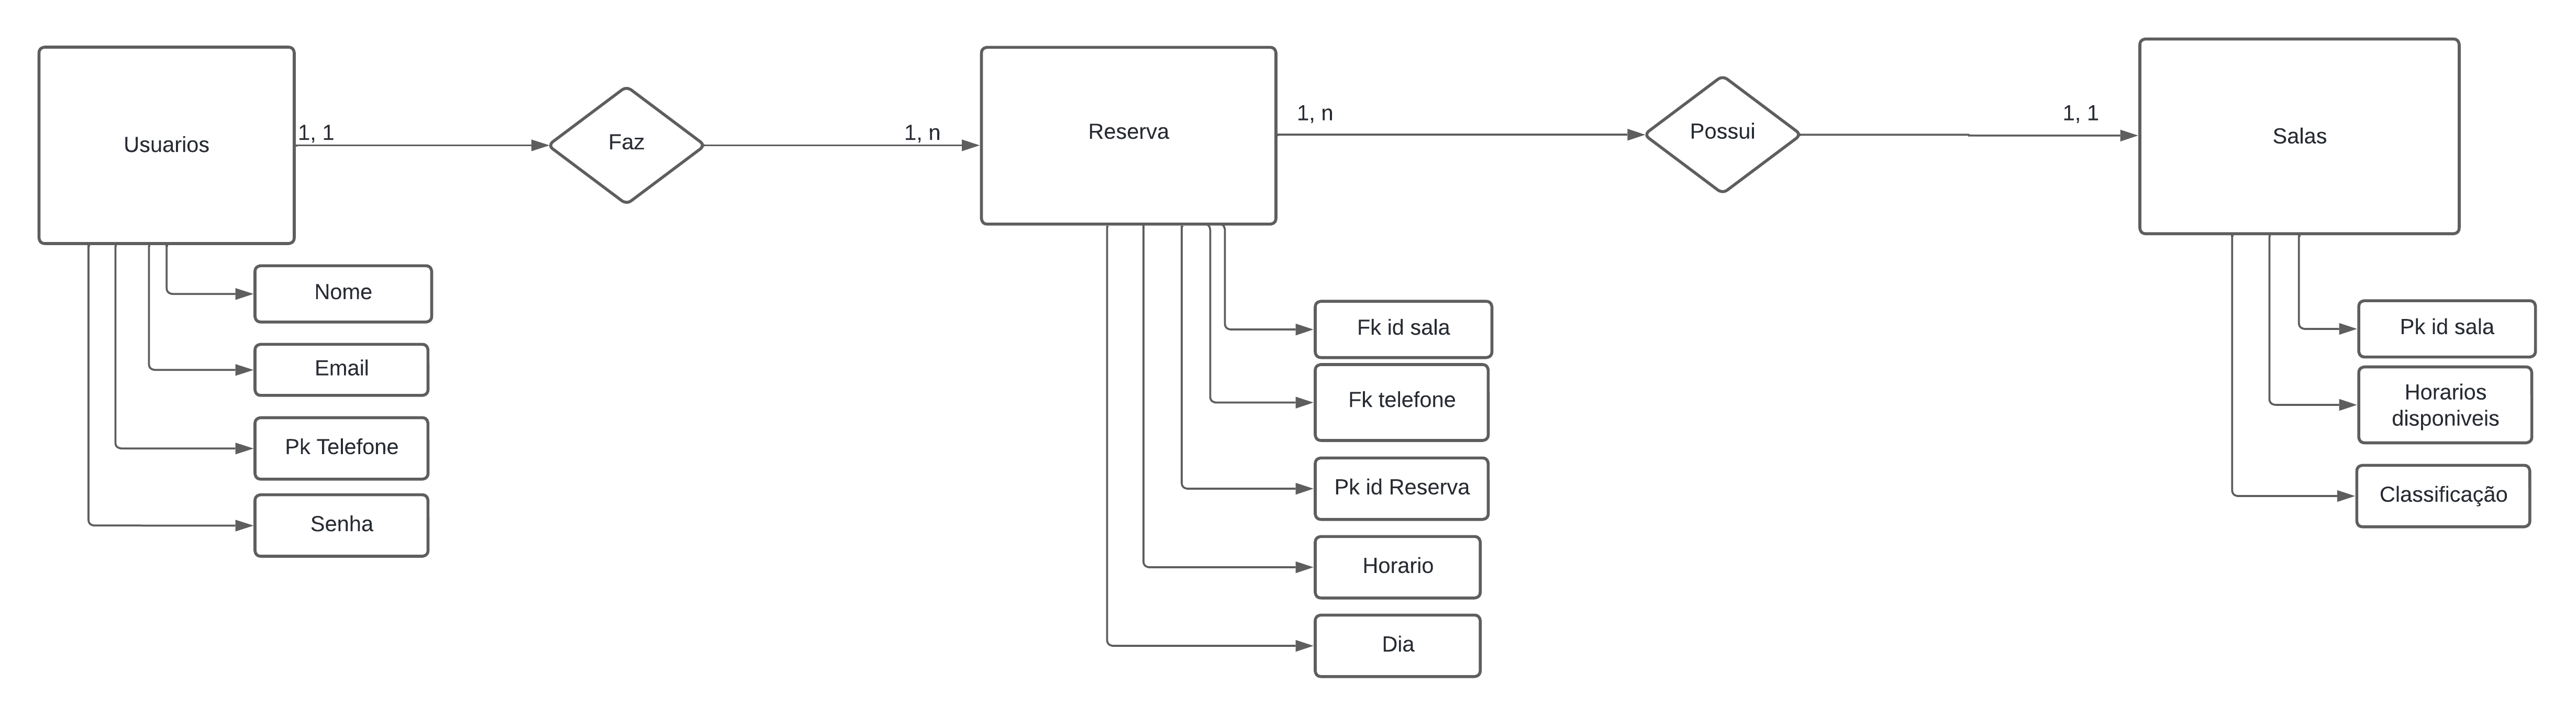 Usuarios
1, 1
Faz
1, n
Reserva
1, n
Possui
1, 1
Salas
Nome
Email
Pk Telefone
Senha
Fk id sala
Fk telefone
Pk id Reserva
Horario
Dia
Pk id sala
Horarios
disponiveis
Classificação